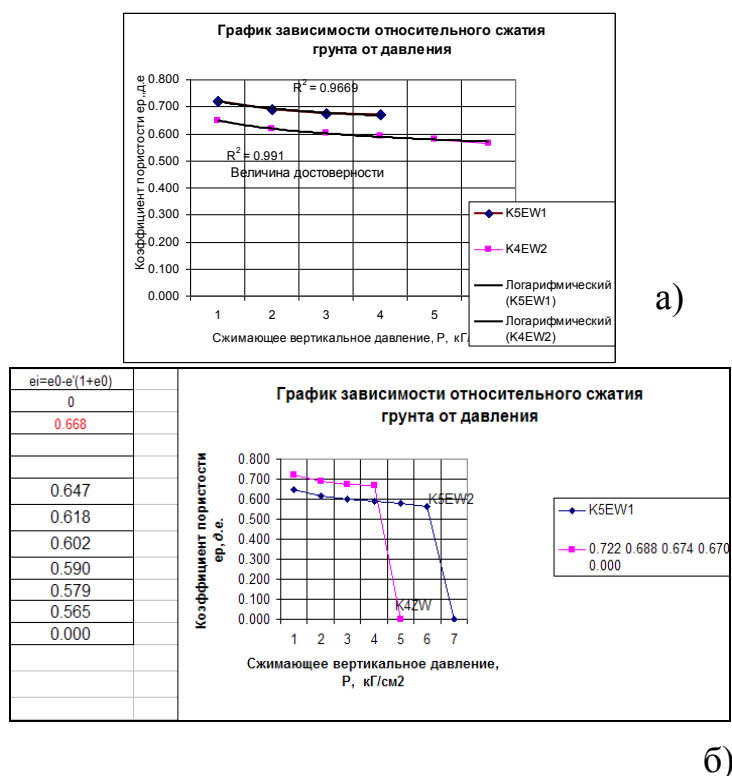 График зависимости относительного сжатия
грунта от давления
Коэффициент пористости ер,,д.е
0.800
0.700
0.600
0.500
0.400
0.300
0.200
0.100
0.000
R² = 0.9669
R² = 0.991
Величина достоверности
1 2 3 4 5
Сжимающее вертикальное давление, Р, кГ/
K5EW1
K4EW2
Логарифмический
(K5EW1)
Логарифмический
(K4EW2)
а)
ei=e0-e'(1+e0)
0
0.668
0.647
0.618
0.602
0.590
0.579
0.565
0.000
График зависимости относительного сжатия
грунта от давления
Коэффициент пористости
ер,д.е.
0.800
0.700
0.600
0.500
0.400
0.300
0.200
0.100
0.000
K5EW2
K4ZW
1 2 3 4 5 6 7
Сжимающее вертикальное давление,
Р, кГ/см2
K5EW1
0.722 0.688 0.674 0.670
0.000
б)